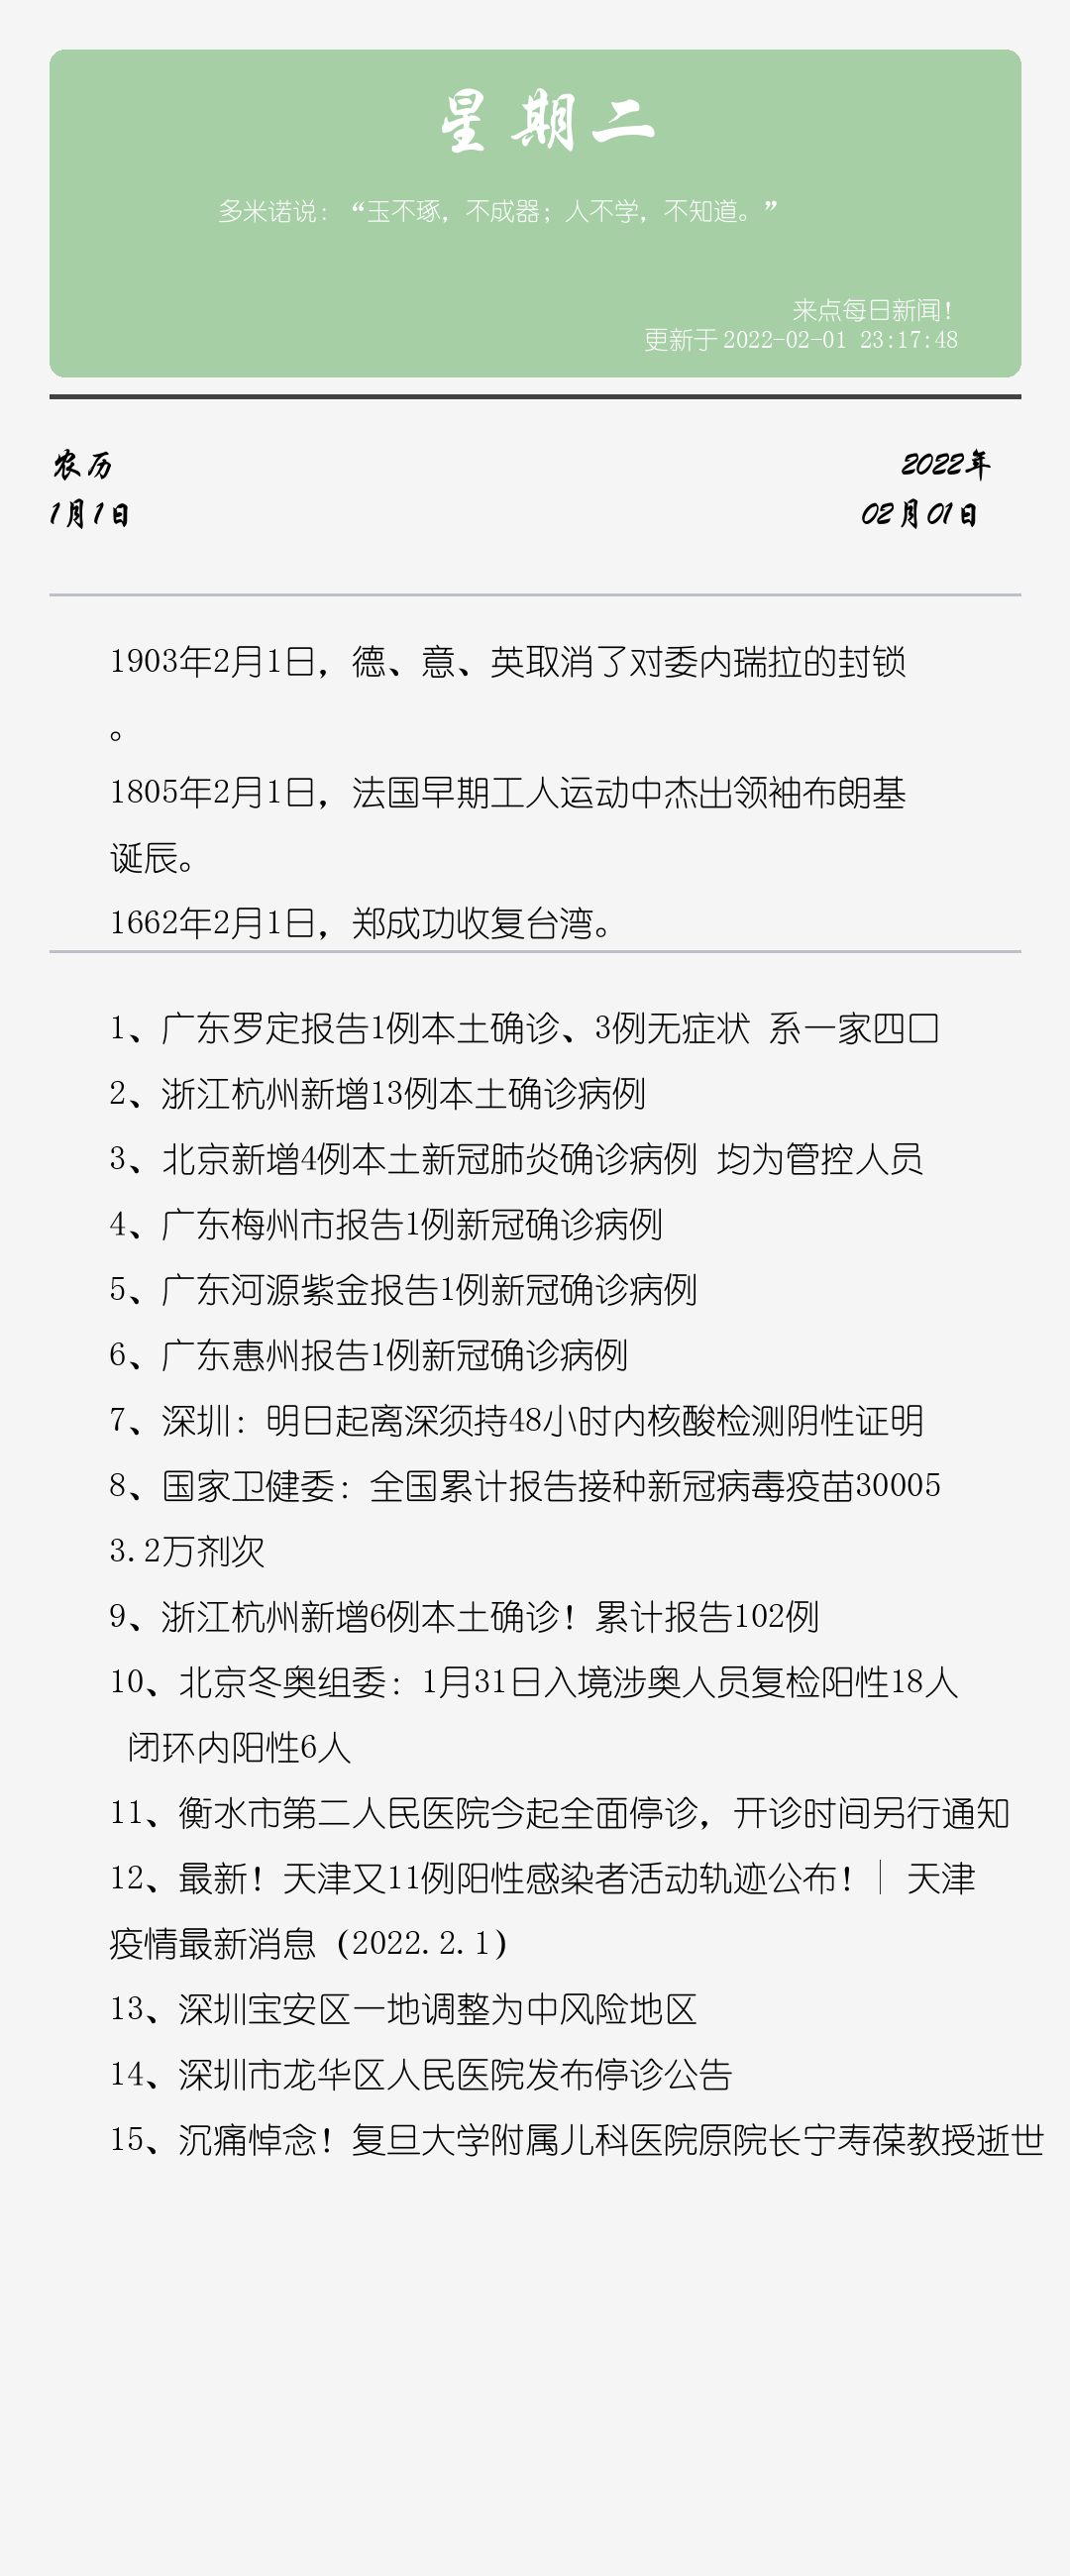 星期二
多米诺说：“玉不琢，不成器；人不学，不知道。”
来点每日新闻！
更新于2022-02-01 23:17:48
农历
2022年
1月1日
02月01日
1903年2月1日，德、意、英取消了对委内瑞拉的封锁
。
1805年2月1日，法国早期工人运动中杰出领袖布朗基
诞辰。
1662年2月1日，郑成功收复台湾。
1、广东罗定报告1例本土确诊、3例无症状 系一家四口
2、浙江杭州新增13例本土确诊病例
3、北京新增4例本土新冠肺炎确诊病例 均为管控人员
4、广东梅州市报告1例新冠确诊病例
5、广东河源紫金报告1例新冠确诊病例
6、广东惠州报告1例新冠确诊病例
7、深圳：明日起离深须持48小时内核酸检测阴性证明
8、国家卫健委：全国累计报告接种新冠病毒疫苗30005
3.2万剂次
9、浙江杭州新增6例本土确诊！累计报告102例
10、北京冬奥组委：1月31日入境涉奥人员复检阳性18人
闭环内阳性6人
11、衡水市第二人民医院今起全面停诊，开诊时间另行通知
12、最新！天津又11例阳性感染者活动轨迹公布！│ 天津
疫情最新消息（2022.2.1）
13、深圳宝安区一地调整为中风险地区
14、深圳市龙华区人民医院发布停诊公告
15、沉痛悼念！复旦大学附属儿科医院原院长宁寿葆教授逝世